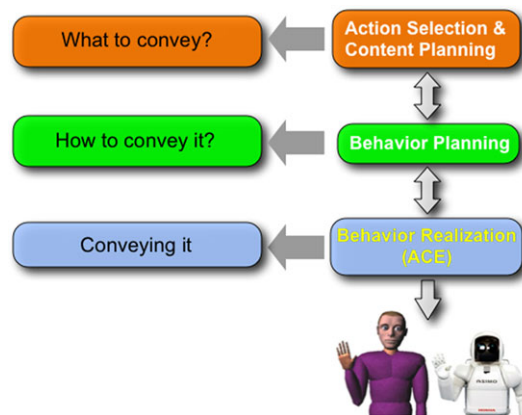 What to convey?
Action Selection &
Content Planning
How to convey it?
Behavior Planning
Conveying it
Behavior Realization
(ACE)